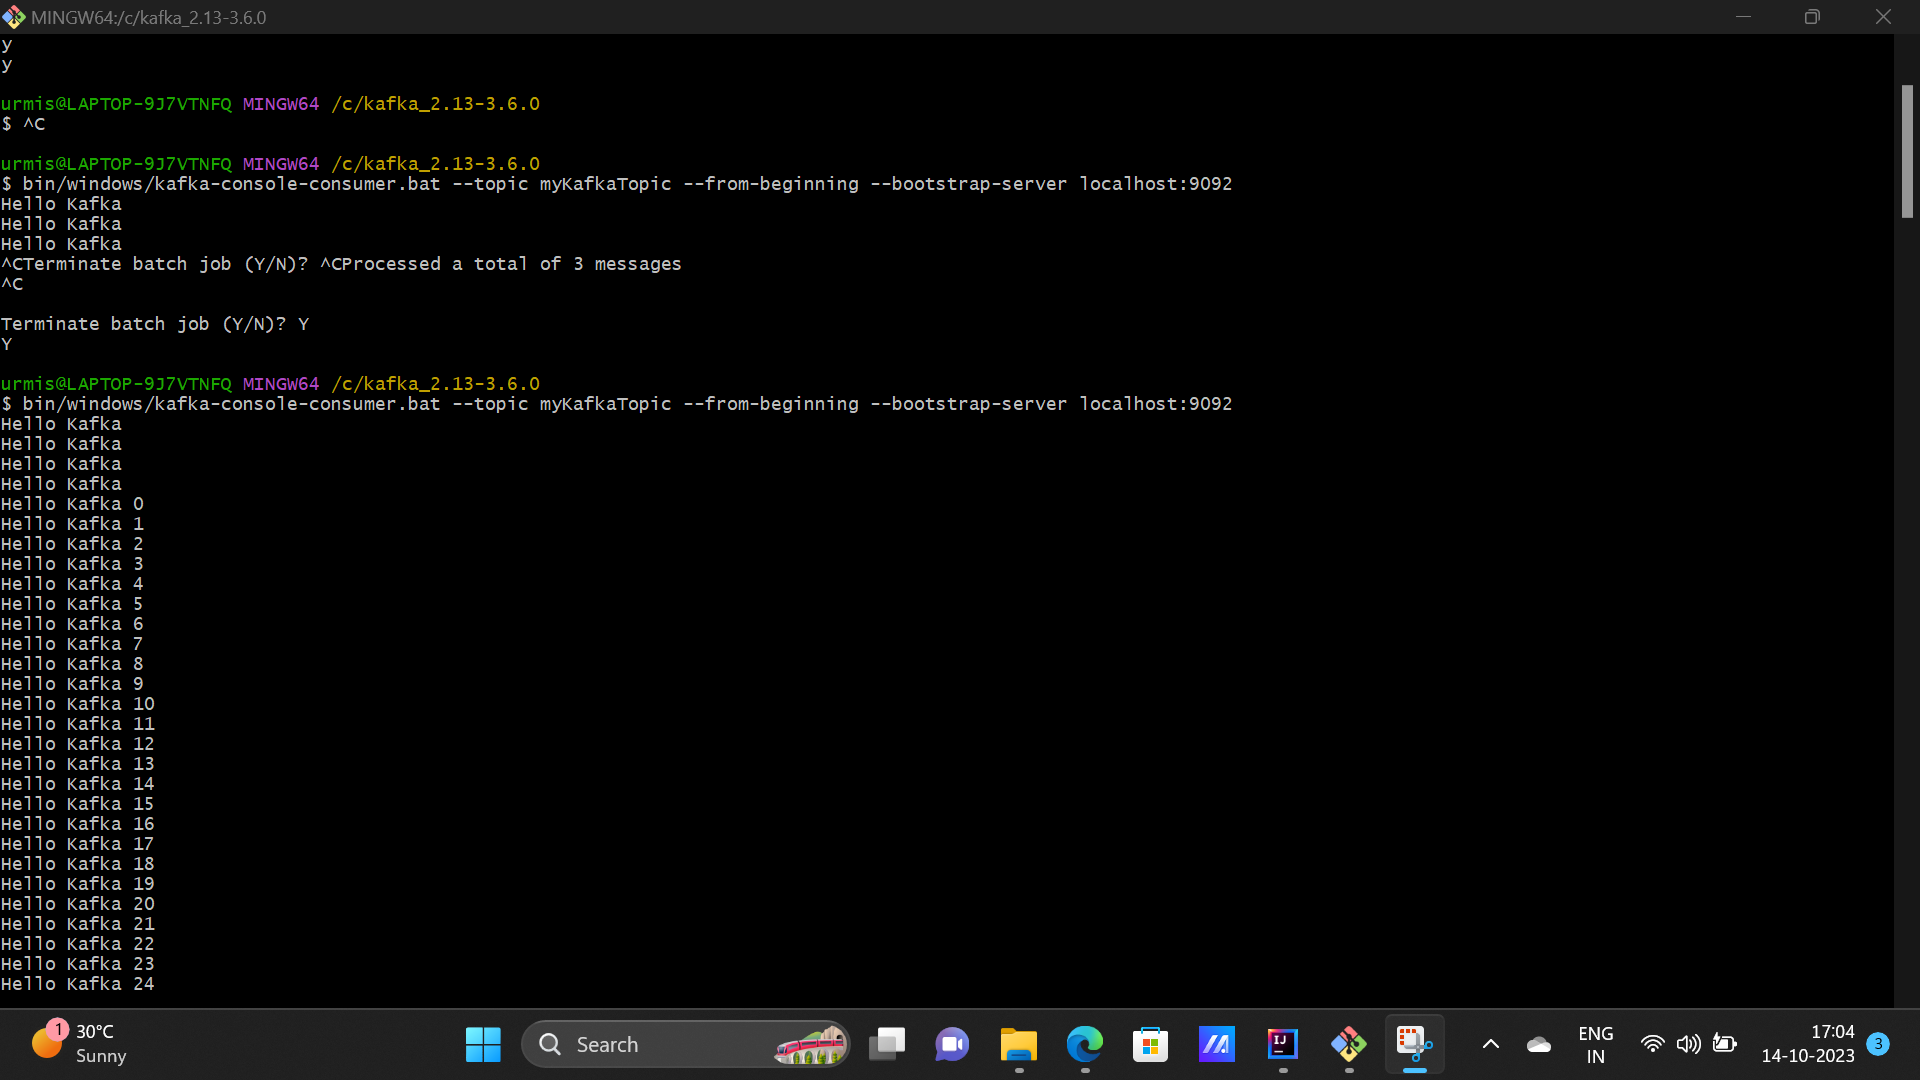 MINGW64:/c/kafka_2.13-3.6.0
y
y
urmis@LAPTOP-9J7VTNFQ MINGW64 /c/kafka_2.13-3.6.0
$ ^C
urmis@LAPTOP-9J7VTNFQ MINGW64 /c/kafka_2.13-3.6.0
$ bin/windows/kafka-console-consumer.bat --topic myKafkaTopic --from-beginning --bootstrap-server localhost:9092
Hello Kafka
Hello Kafka
Hello Kafka
^CTerminate batch job (Y/N)? ^CProcessed a total of 3 messages
^C
Terminate batch job (Y/N)? Y
Y
urmis@LAPTOP-9J7VTNFQ MINGW64 /c/kafka_2.13-3.6.0
$ bin/windows/kafka-console-consumer.bat --topic myKafkaTopic --from-beginning --bootstrap-server localhost:9092
Hello Kafka
Hello Kafka
Hello Kafka
Hello Kafka
Hello Kafka 0
Hello Kafka 1
Hello Kafka 2
Hello Kafka 3
Hello Kafka 4
Hello Kafka 5
Hello Kafka 6
Hello Kafka 7
Hello Kafka 8
Hello Kafka 9
Hello Kafka 10
Hello Kafka 11
Hello Kafka 12
Hello Kafka 13
Hello Kafka 14
Hello Kafka 15
Hello Kafka 16
Hello Kafka 17
Hello Kafka 18
Hello Kafka 19
Hello Kafka 20
Hello Kafka 21
Hello Kafka 22
Hello Kafka 23
Hello Kafka 24
1
30°C
Sunny
Search
IJ
ENG
IN
17:04
14-10-2023
3